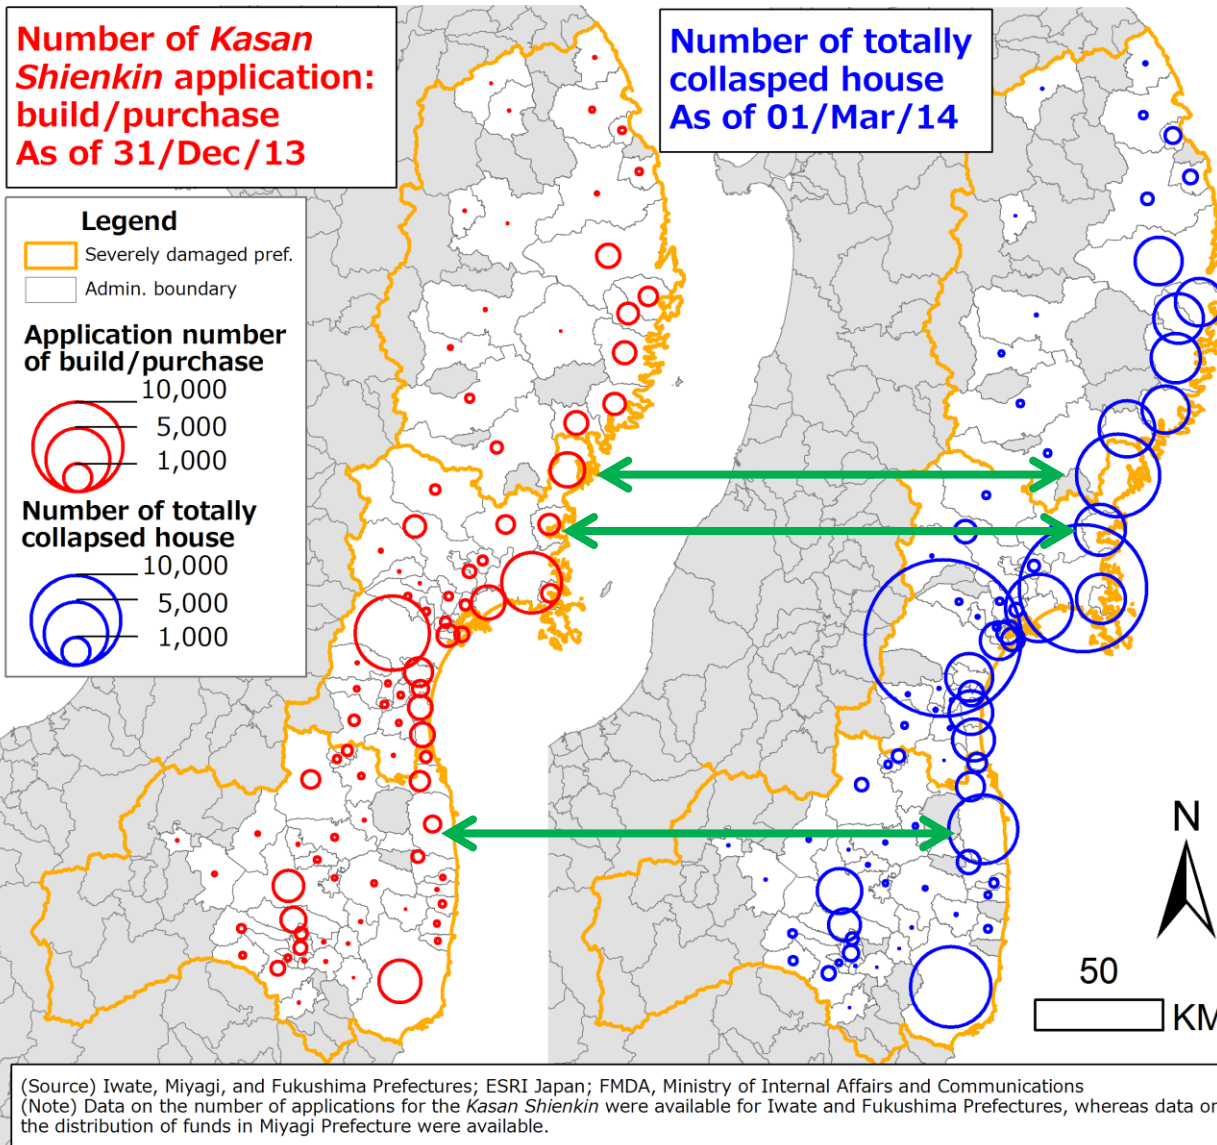 Number of Kasan
Shienkin application:
build/purchase
As of 31/Dec/13
Number of totally
collasped house
As of 01/Mar/14
Legend
Severely damaged pref.
Admin. boundary
Application number
of build/purchase
10,000
5,000
1,000
Number of totally
collapsed house
10,000
5,000
1,000
N
50
KM
(Source) Iwate, Miyagi, and Fukushima Prefectures; ESRI Japan; FMDA, Ministry of Internal Affairs and Communications
(Note) Data on the number of applications for the Kasan Shienkin were available for Iwate and Fukushima Prefectures, whereas data on
the distribution of funds in Miyagi Prefecture were available.